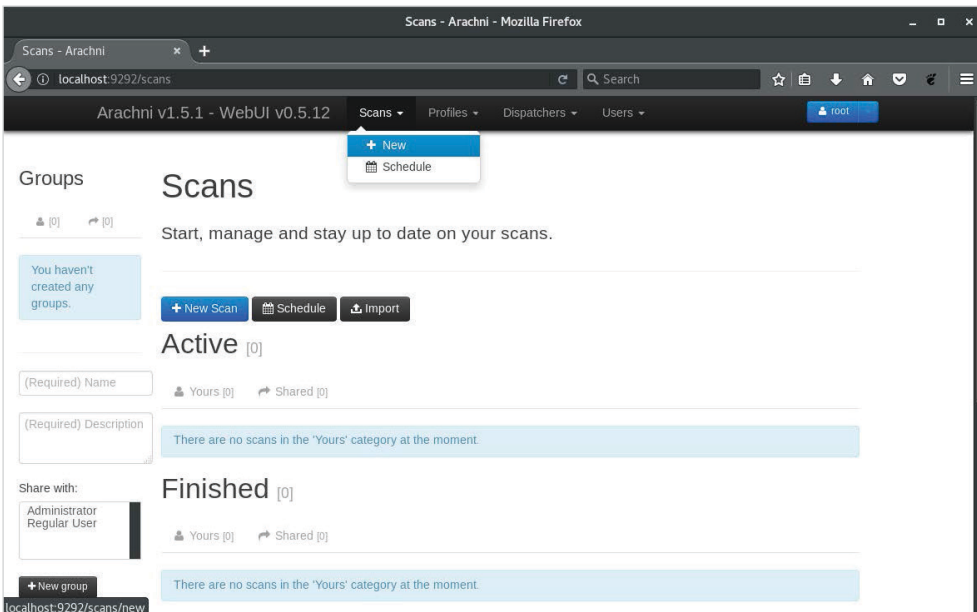 Scans - Arachni - Mozilla Firefox
Scans - Arachni
localhost:9292/scans
Search
Arachni v1.5.1 - WebUI v0.5.12
Scans
Profiles
Dispatchers
Users
root
New
Schedule
Groups
[0] [0]
You haven't
created any
groups.
(Required) Name
(Required) Description
Share with:
Administrator
Regular User
New group
Scans
Start, manage and stay up to date on your scans.
New Scan
Schedule
Import
Active [0]
Yours [0] Shared [0]
There are no scans in the 'Yours' category at the moment.
Finished [0]
Yours [0] Shared [0]
There are no scans in the 'Yours' category at the moment.
localhost:9292/scans/new